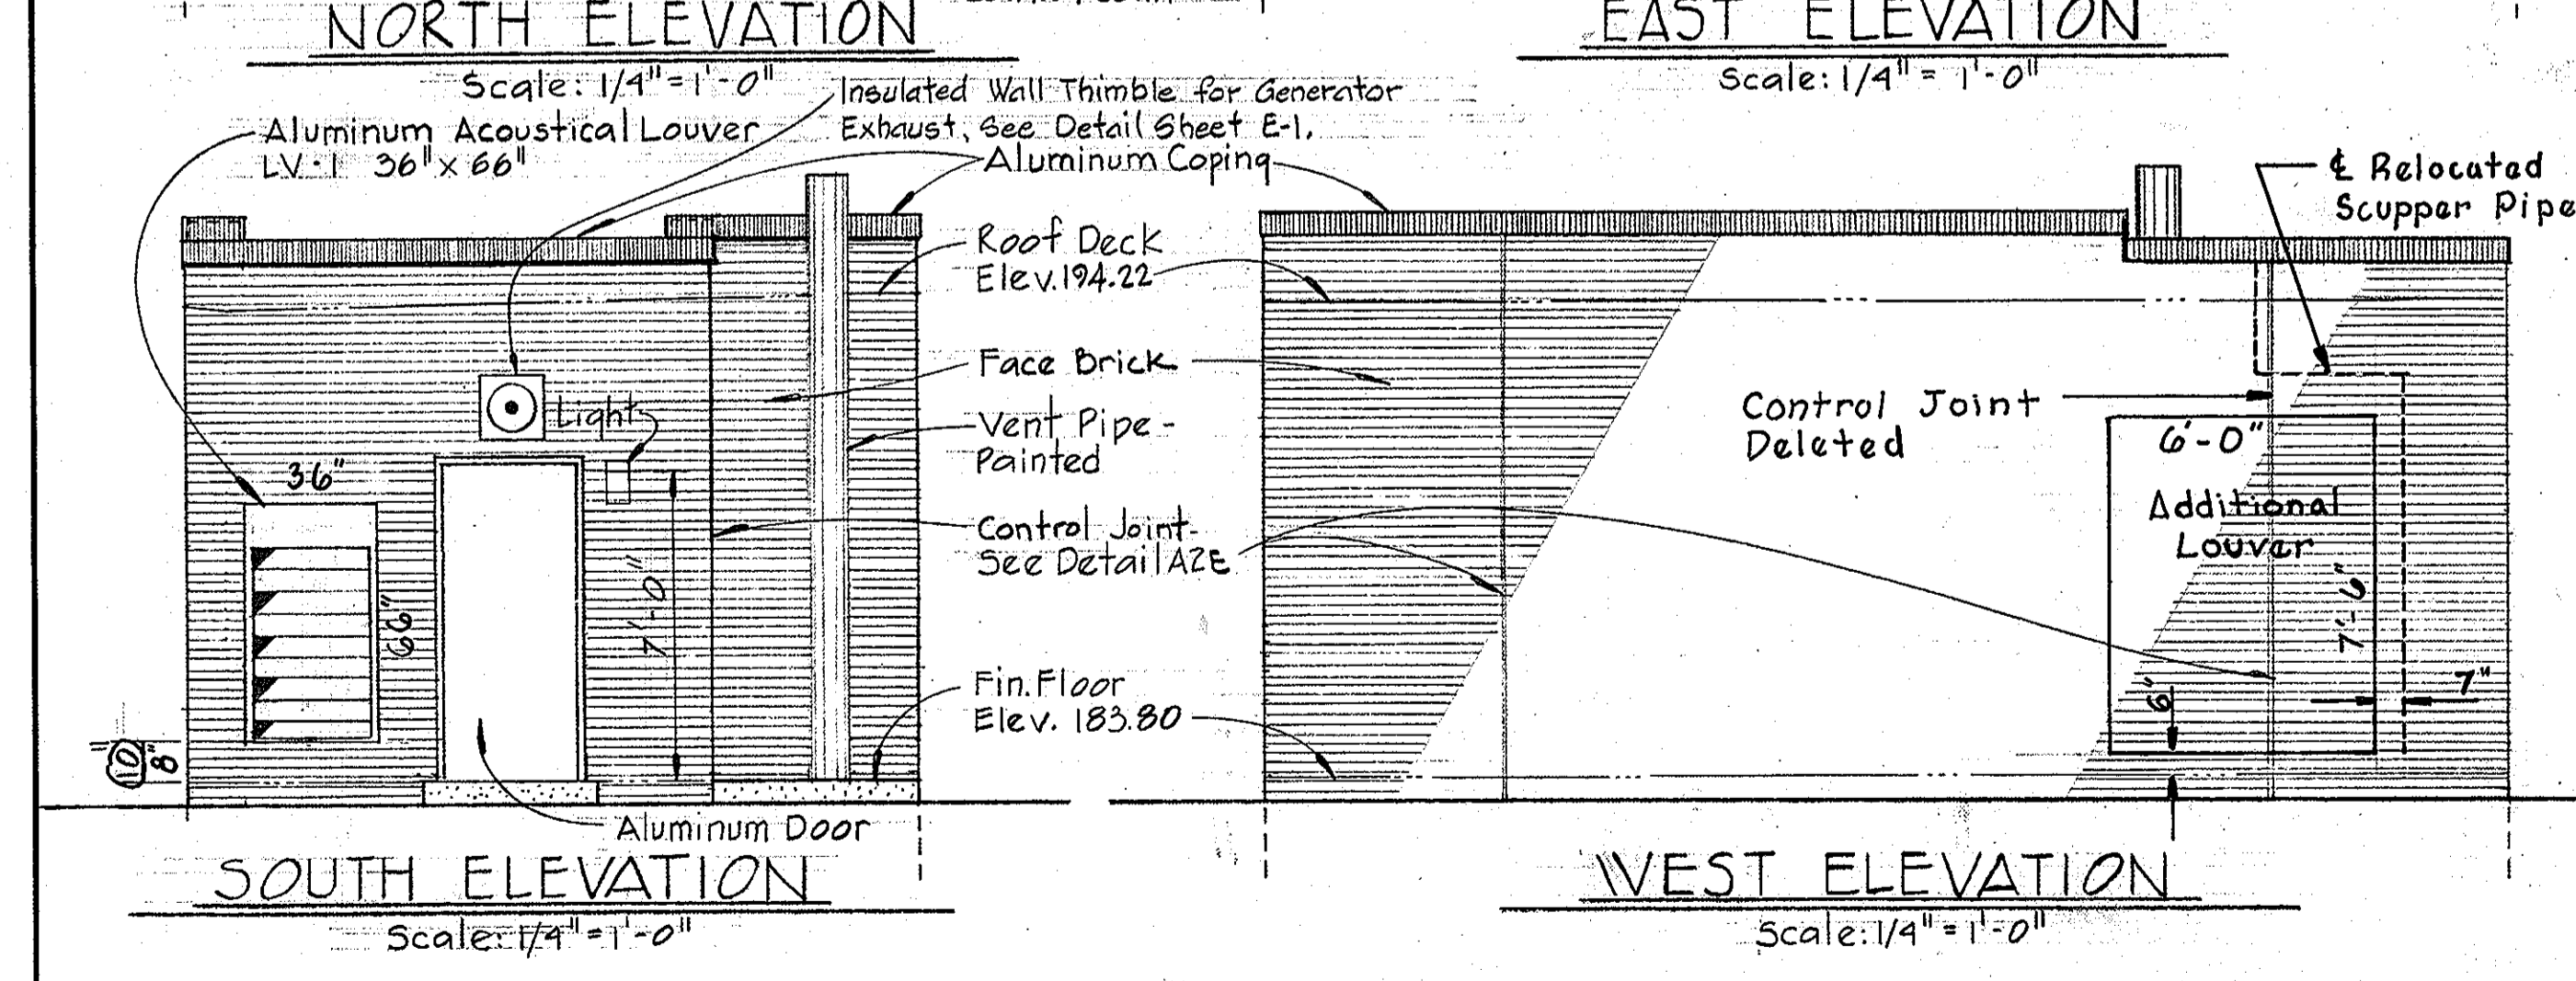 NORTH ELEVATION
Scale: 1/4" = 1'-0"
EAST ELEVATION
Scale: 1/4" = 1'-0"
Insulated Wall Thimble for Generator
Exhaust, See Detail Sheet E-1.
Aluminum Acoustical Louver
LV-1 36" x 66"
Aluminum Coping
℄ Relocated
Scupper Pipe
Roof Deck
Elev. 194.22
Face Brick
Light
Vent Pipe -
Painted
Control Joint
Deleted
6'-0"
Additional
Louver
7'-6"
7"
6"
36"
66"
7'-0"
Control Joint-
See Detail A2E
Fin. Floor
Elev. 183.80
10"
8"
Aluminum Door
SOUTH ELEVATION
Scale: 1/4" = 1'-0"
WEST ELEVATION
Scale: 1/4" = 1'-0"